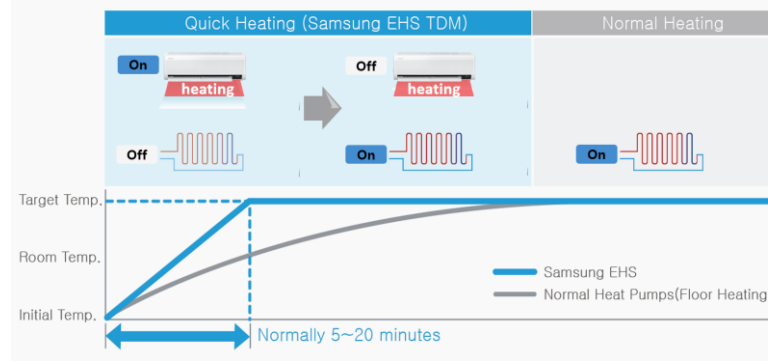 Quick Heating (Samsung EHS TDM)
Normal Heating
On
heating
Off
heating
Off
On
On
Target Temp.
Room Temp.
Initial Temp.
Samsung EHS
Normal Heat Pumps(Floor Heating
Normally 5~20 minutes